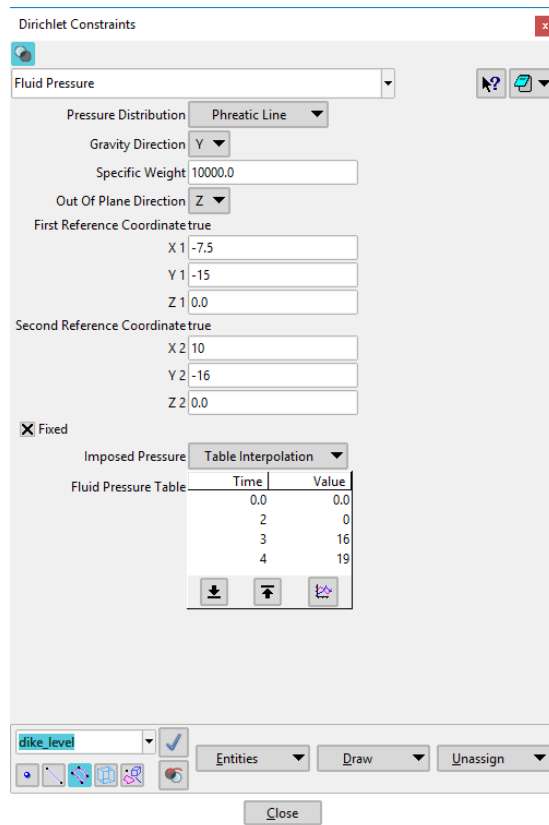 Dirichlet Constraints x
Fluid Pressure
Pressure Distribution Phreatic Line
Gravity Direction Y
Specific Weight 10000.0
Out Of Plane Direction Z
First Reference Coordinate true
X 1 -7.5
Y 1 -15
Z 1 0.0
Second Reference Coordinate true
X 2 10
Y 2 -16
Z 2 0.0
Fixed
Imposed Pressure Table Interpolation
Fluid Pressure Table Time Value
0.0 0.0
2 0
3 16
4 19
dike_level
Entities Draw Unassign
Close